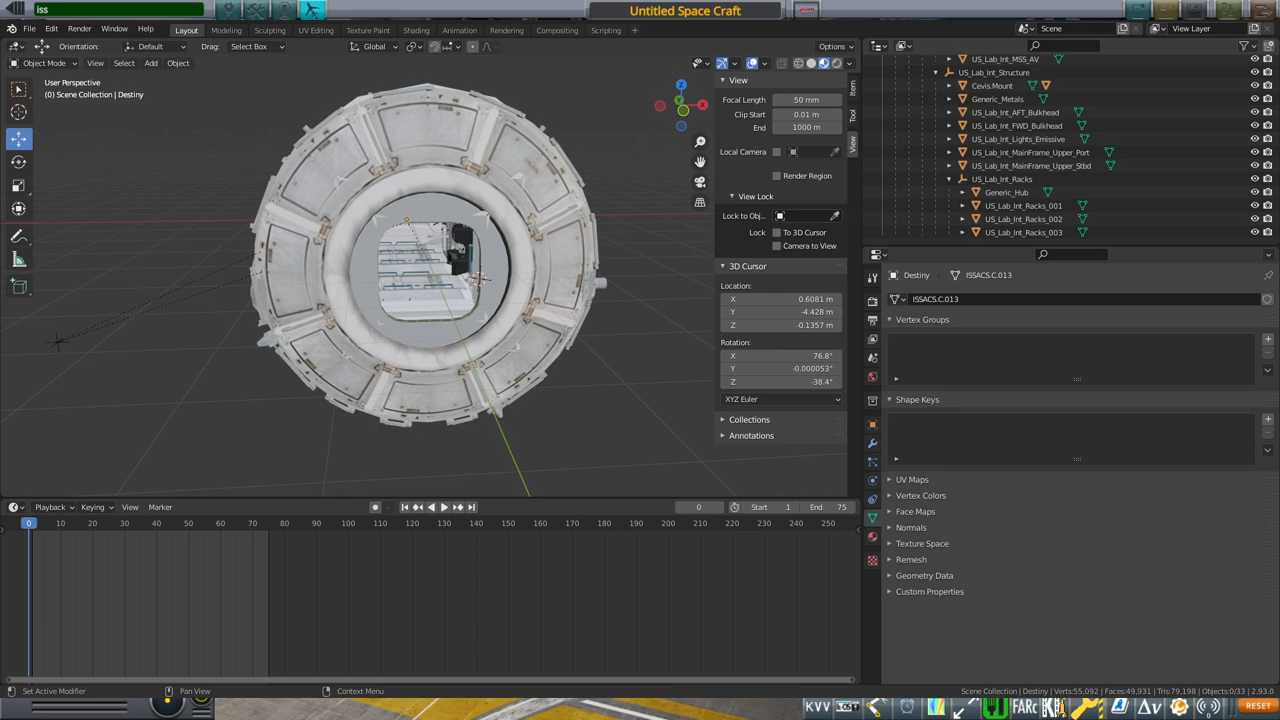 iss
Untitled Space Craft
File Edit Render Window Help
Layout Modeling Sculpting UV Editing Texture Paint Shading Animation Rendering Compositing Scripting
Scene
View Layer
Orientation: Default Drag: Select Box Global Options
Object Mode View Select Add Object
User Perspective
(0) Scene Collection | Destiny
Z
X
View
Focal Length 50 mm
Clip Start 0.01 m
End 1000 m
Local Camera
Render Region
View Lock
Lock to Obj...
Lock To 3D Cursor
Camera to View
3D Cursor
Location:
X 0.6081 m
Y -4.428 m
Z -0.1357 m
Rotation:
X 76.8°
Y -0.000053°
Z -38.4°
XYZ Euler
Collections
Annotations
Item
Tool
View
US_Lab_Int_MSS_AV
US_Lab_Int_Structure
Cevis.Mount
Generic_Metals
US_Lab_Int_AFT_Bulkhead
US_Lab_Int_FWD_Bulkhead
US_Lab_Int_Lights_Emissive
US_Lab_Int_MainFrame_Upper_Port
US_Lab_Int_MainFrame_Upper_Stbd
US_Lab_Int_Racks
Generic_Hub
US_Lab_Int_Racks_001
US_Lab_Int_Racks_002
US_Lab_Int_Racks_003
Destiny ISSACS.C.013
ISSACS.C.013
Vertex Groups
Shape Keys
UV Maps
Vertex Colors
Face Maps
Normals
Texture Space
Remesh
Geometry Data
Custom Properties
Playback Keying View Marker
0 Start 1 End 75
0 10 20 30 40 50 60 70 80 90 100 110 120 130 140 150 160 170 180 190 200 210 220 230 240 250
Set Active Modifier Pan View Context Menu
Scene Collection | Destiny | Verts:55,092 | Faces:49,931 | Tris:79,198 | Objects:0/33 | 2.93.0
KVV FARc Δv RESET